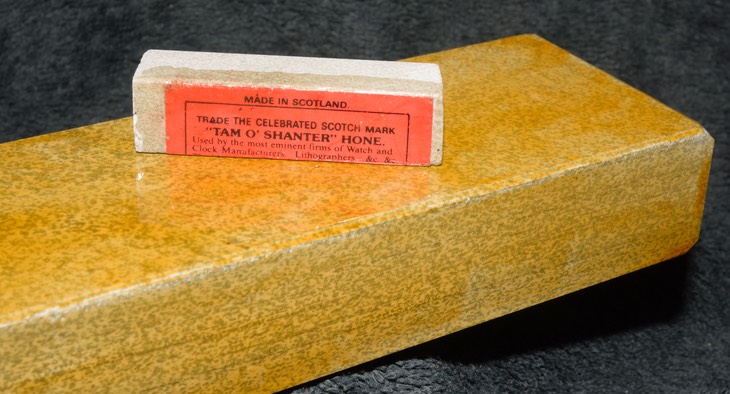 MADE IN SCOTLAND
TRADE THE CELEBRATED SCOTCH MARK
"TAM O' SHANTER" HONE.
Used by the most eminent firms of Watch and
Clock Manufacturers, Lithographers &c &c